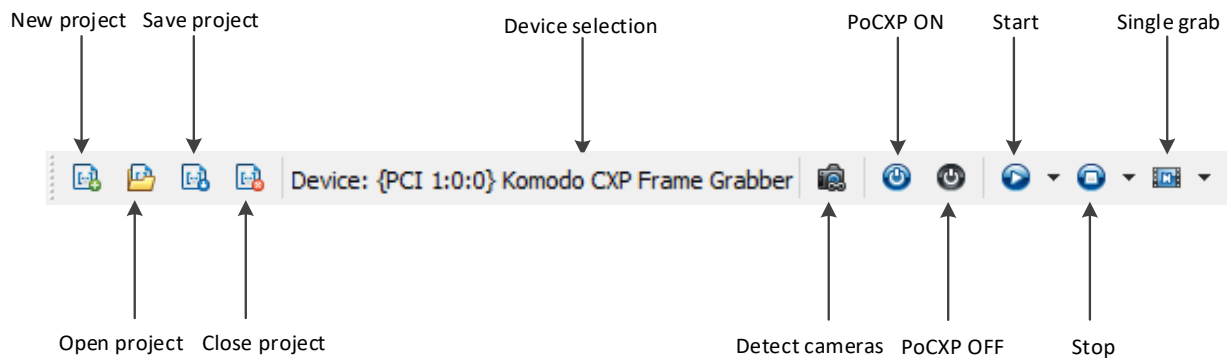 New project Save project Device selection PoCXP ON Start Single grab
Device: {PCI 1:0:0} Komodo CXP Frame Grabber
Open project Close project Detect cameras PoCXP OFF Stop